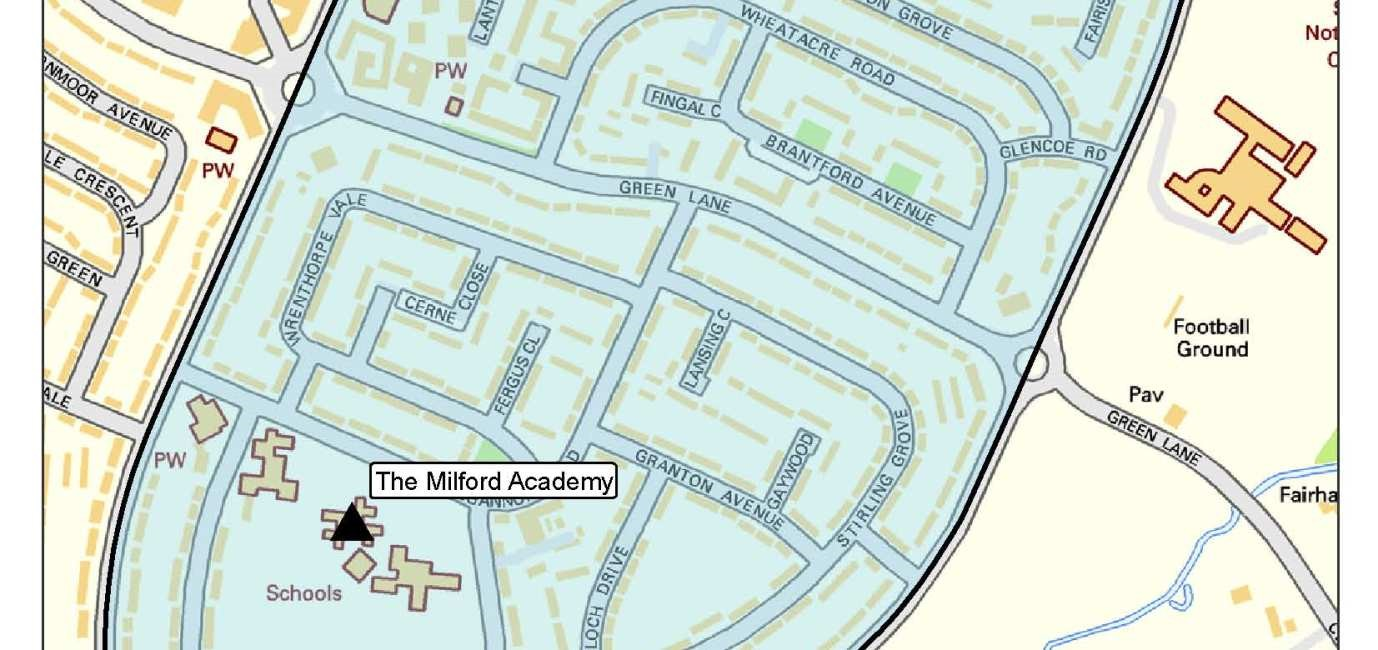 WHEATACRE ROAD
GROVE
PW
FINGAL C
BRANTFORD AVENUE
GLENCOE RD
AVENUE
PW
CRESCENT
GREEN
GREEN LANE
WRENTHORPE VALE
CERNE CLOSE
FERGUS CL
LANSING C
Football
Ground
Pav
GREEN LANE
PW
The Milford Academy
GRANTON AVENUE
GAYWOOD
STIRLING GROVE
Schools
LOCH DRIVE